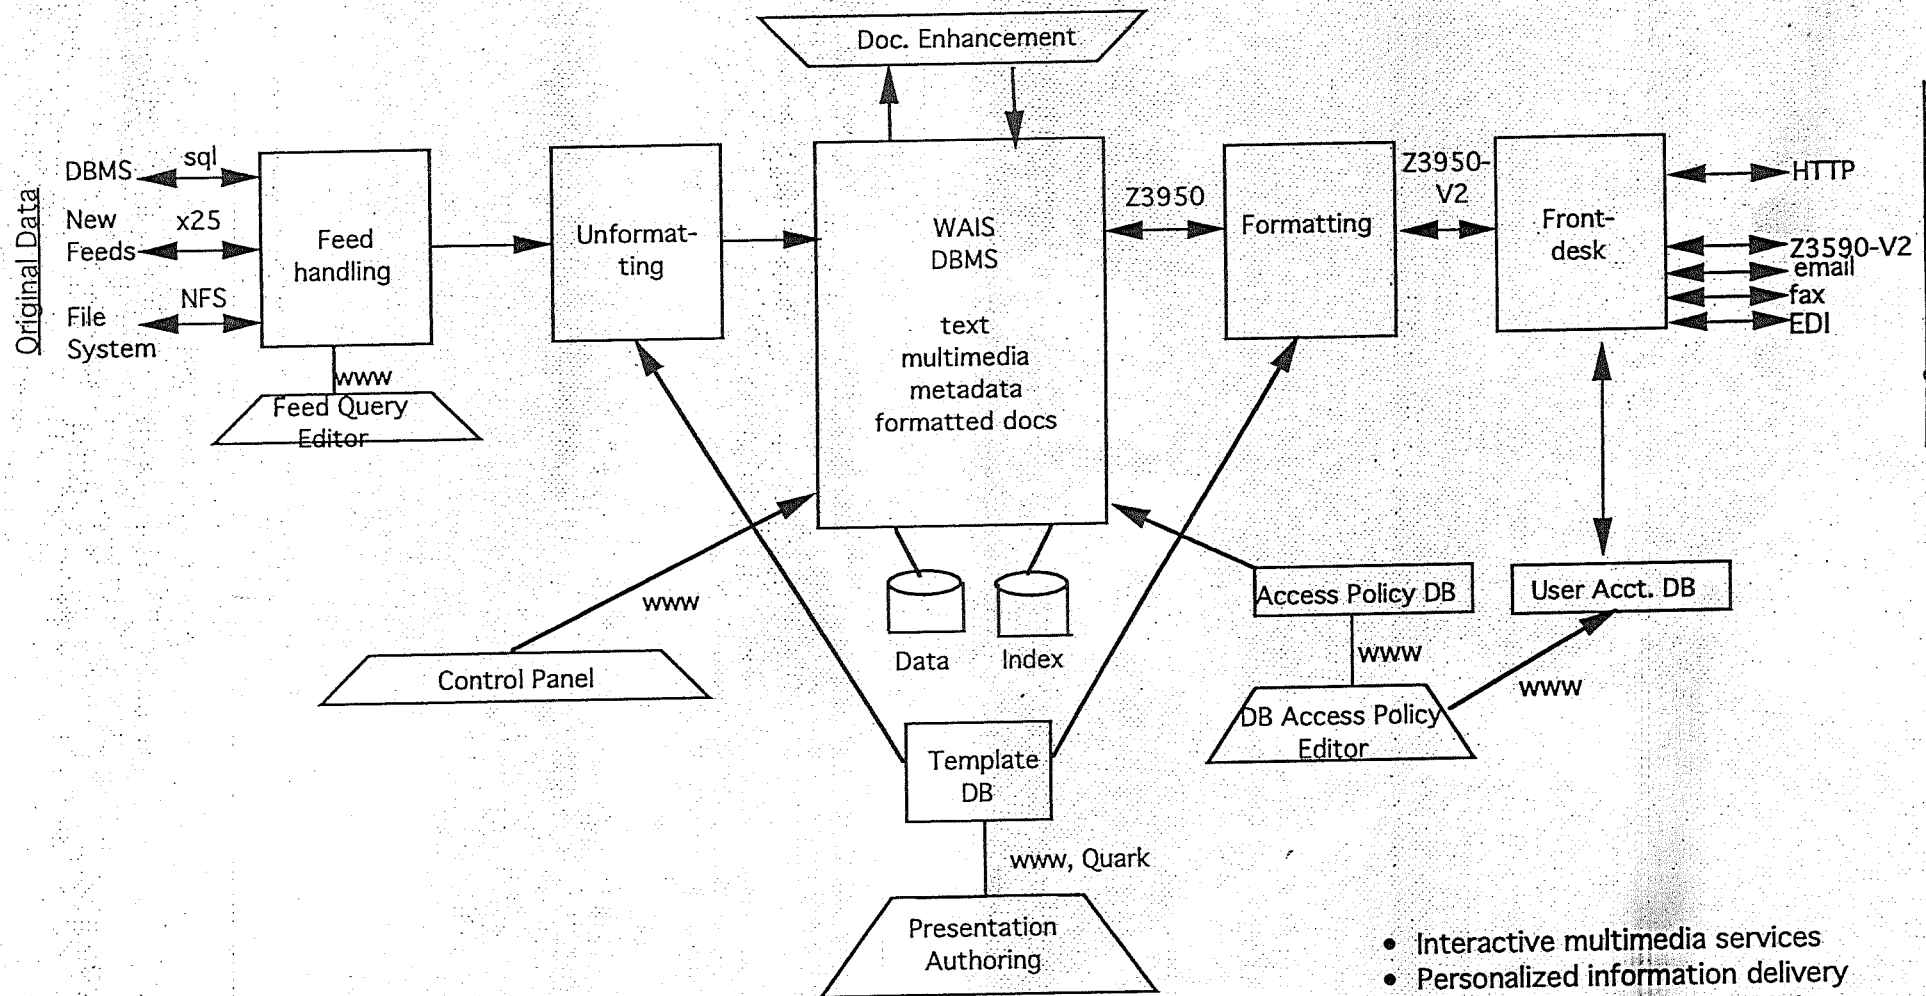 Doc. Enhancement
Original Data
DBMS
sql
New
Feeds
x25
File
System
NFS
Feed
handling
www
Feed Query
Editor
Unformat-
ting
WAIS
DBMS
text
multimedia
metadata
formatted docs
Z3950
Formatting
Z3950-
V2
Front-
desk
HTTP
Z3590-V2
email
fax
EDI
www
Control Panel
Data
Index
Access Policy DB
User Acct. DB
www
www
DB Access Policy
Editor
Template
DB
www, Quark
Presentation
Authoring
• Interactive multimedia services
• Personalized information delivery